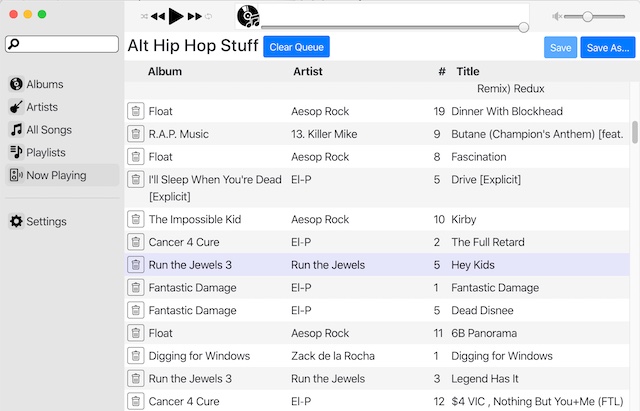 Alt Hip Hop Stuff Clear Queue Save Save As...
Albums
Artists
All Songs
Playlists
Now Playing
Settings
Album Artist # Title
Remix) Redux
Float Aesop Rock 19 Dinner With Blockhead
R.A.P. Music 13. Killer Mike 9 Butane (Champion's Anthem) [feat.
Float Aesop Rock 8 Fascination
I'll Sleep When You're Dead El-P 5 Drive [Explicit]
[Explicit]
The Impossible Kid Aesop Rock 10 Kirby
Cancer 4 Cure El-P 2 The Full Retard
Run the Jewels 3 Run the Jewels 5 Hey Kids
Fantastic Damage El-P 1 Fantastic Damage
Fantastic Damage El-P 5 Dead Disnee
Float Aesop Rock 11 6B Panorama
Digging for Windows Zack de la Rocha 1 Digging for Windows
Run the Jewels 3 Run the Jewels 3 Legend Has It
Cancer 4 Cure El-P 12 $4 VIC , Nothing But You+Me (FTL)